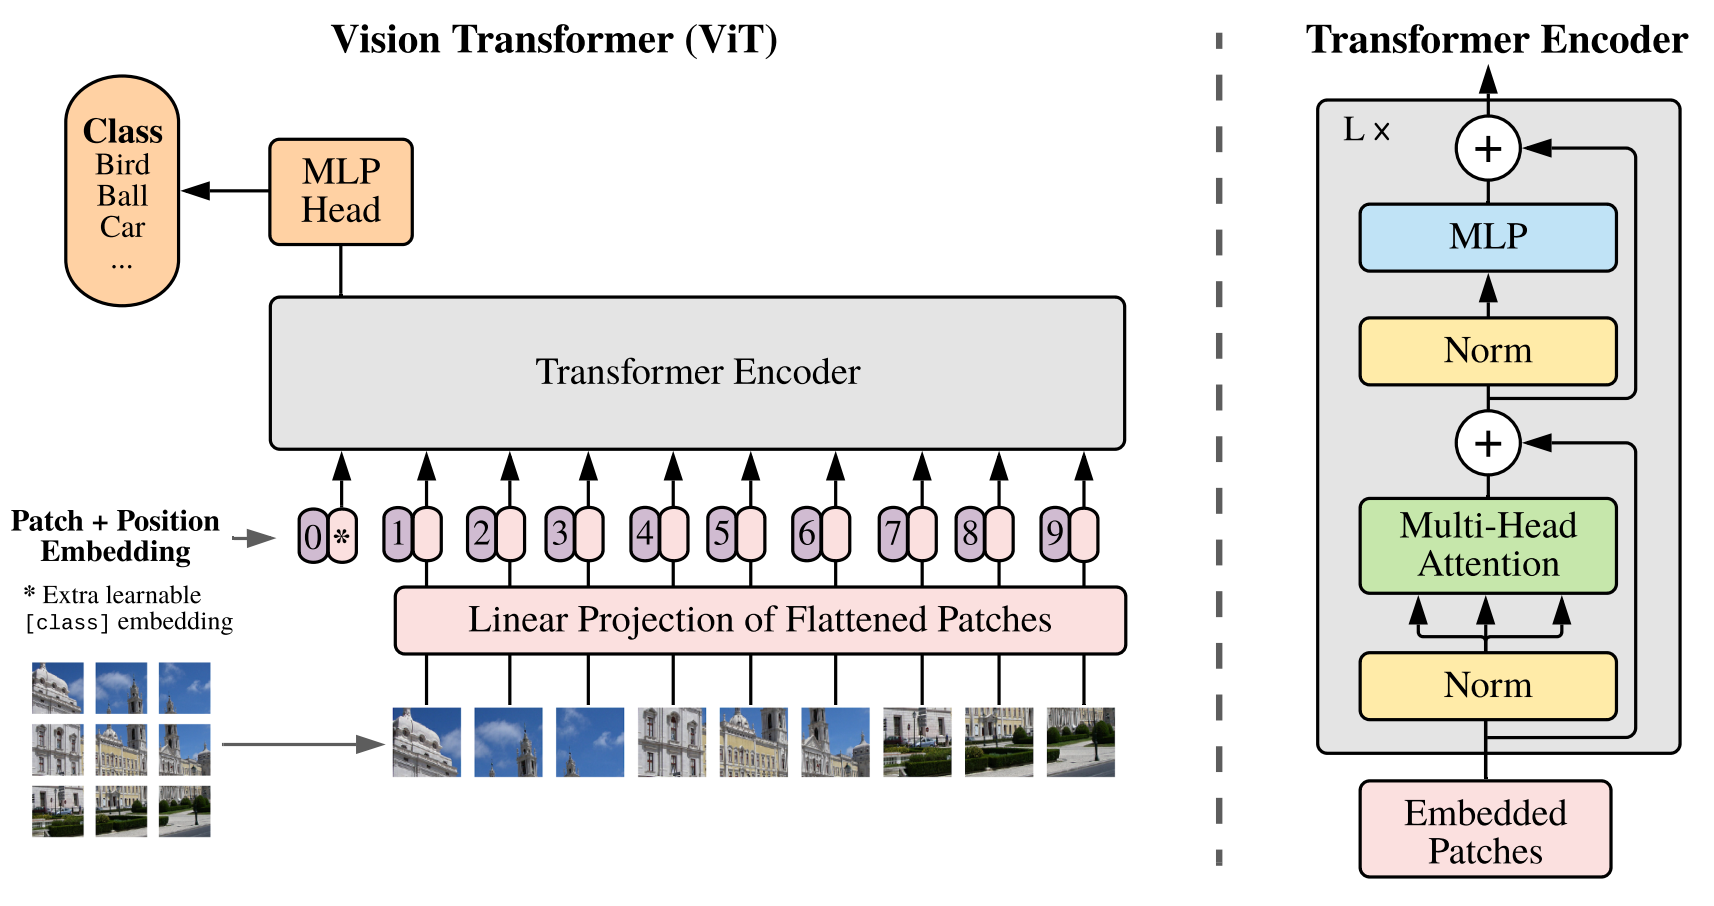 Vision Transformer (ViT)
Class
Bird
Ball
Car
...
MLP
Head
Transformer Encoder
Patch + Position
Embedding
0 * 1 2 3 4 5 6 7 8 9
* Extra learnable
[class] embedding
Linear Projection of Flattened Patches
Transformer Encoder
L ×
+
MLP
Norm
+
Multi-Head
Attention
Norm
Embedded
Patches